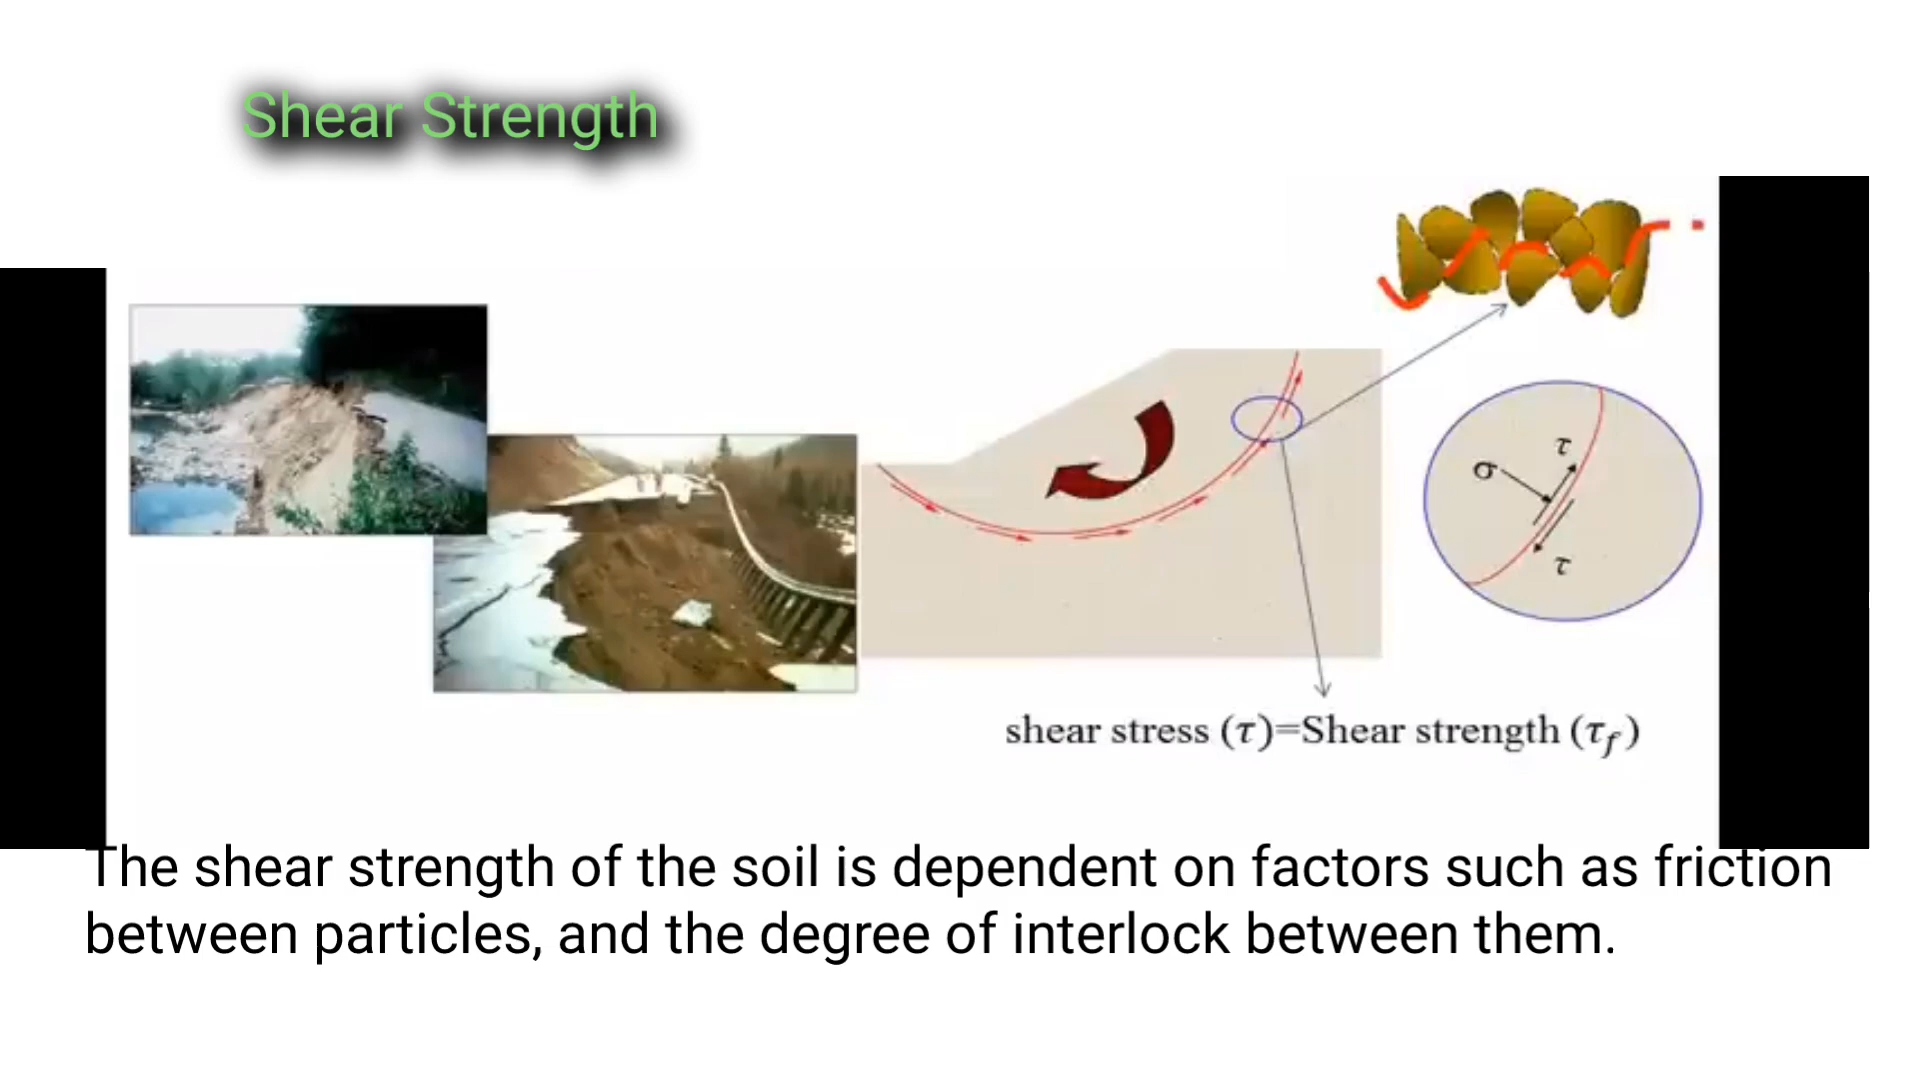 Shear Strength
τ
σ
τ
shear stress (τ)=Shear strength (τf)
The shear strength of the soil is dependent on factors such as friction
between particles, and the degree of interlock between them.